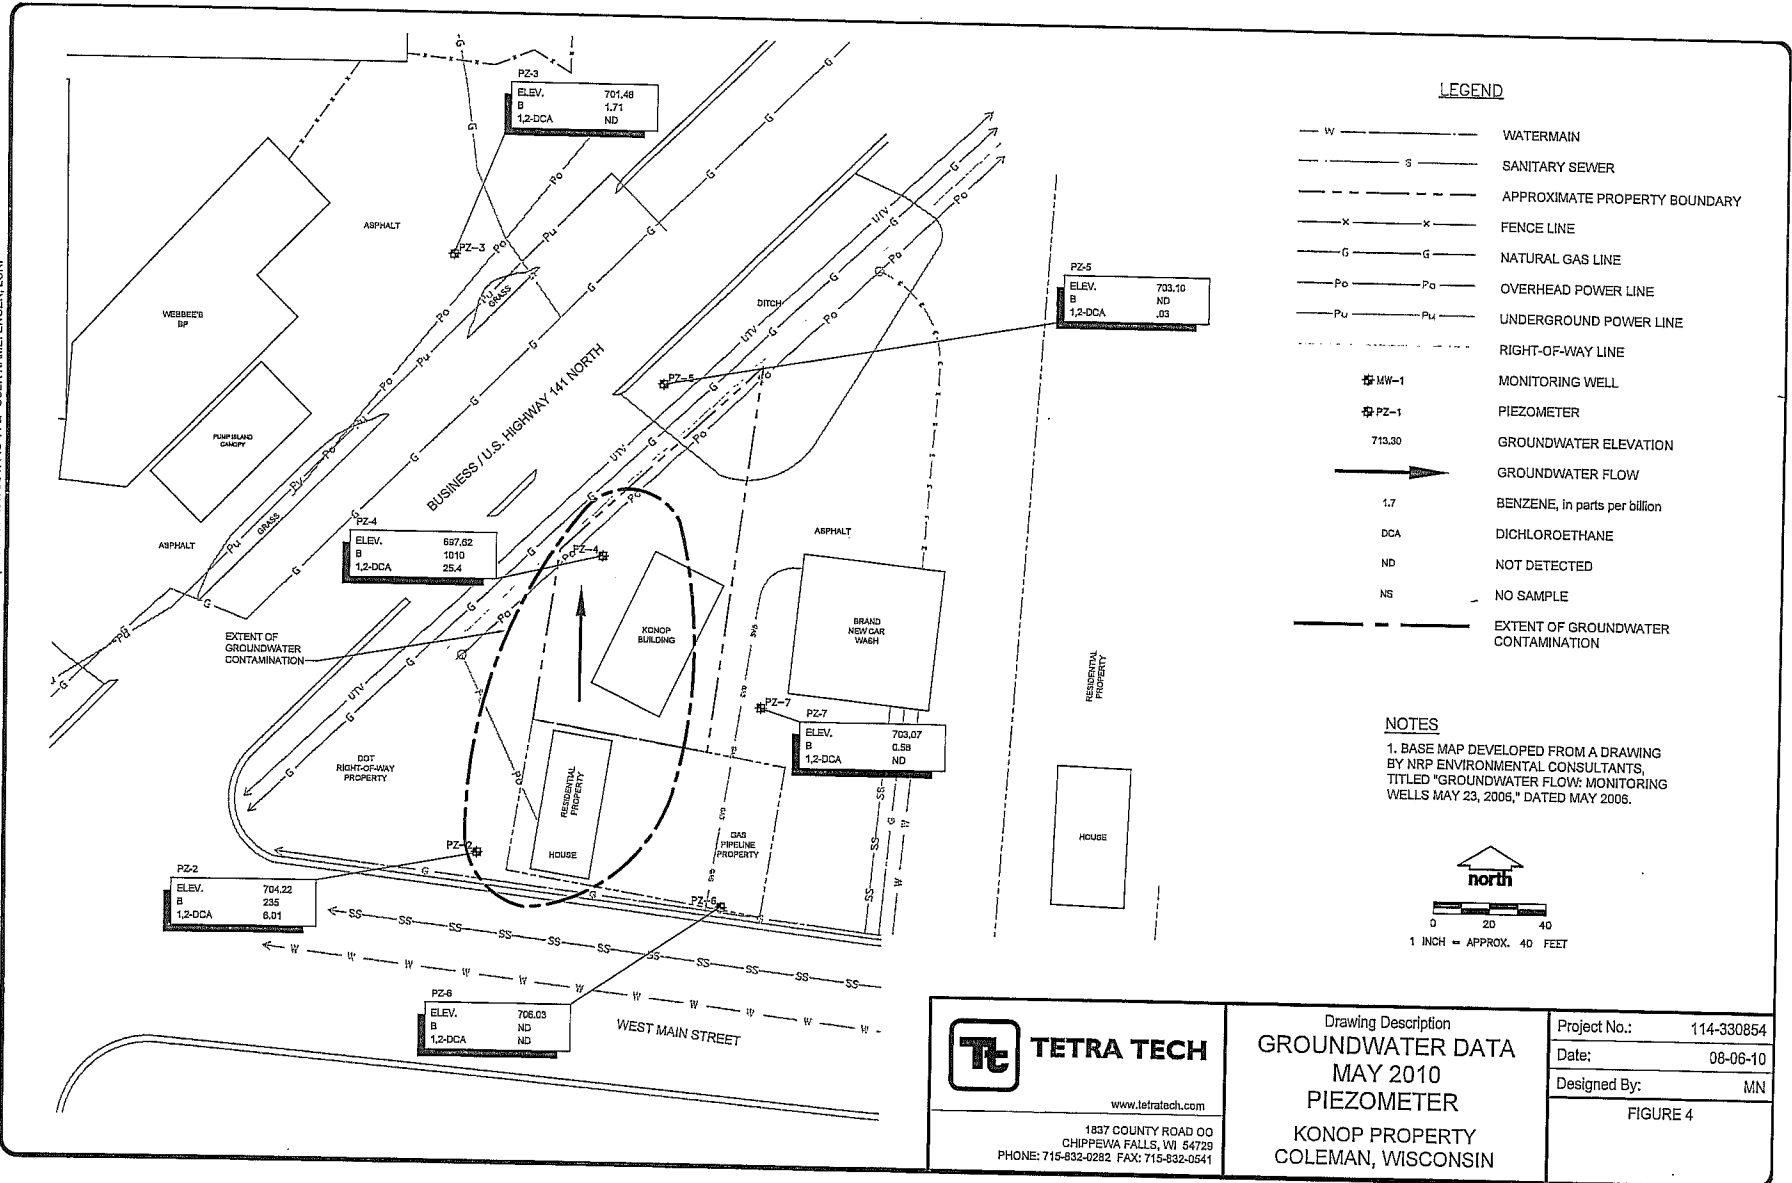 PZ-3
ELEV. 701.48
B 1.71
1,2-DCA ND
ASPHALT
PZ-3
WEBBEE'S
BP
GRASS
PUMP ISLAND
CANOPY
BUSINESS / U.S. HIGHWAY 141 NORTH
DITCH
PZ-5
ELEV. 703.10
B ND
1,2-DCA .03
PZ-5
GRASS
ASPHALT
PZ-4
ELEV. 697.62
B 1010
1,2-DCA 25.4
PZ-4
ASPHALT
KONOP
BUILDING
BRAND
NEW CAR
WASH
EXTENT OF
GROUNDWATER
CONTAMINATION
RESIDENTIAL
PROPERTY
PZ-7
PZ-7
ELEV. 703.07
B 0.58
1,2-DCA ND
DOT
RIGHT-OF-WAY
PROPERTY
RESIDENTIAL
PROPERTY
HOUSE
GAS
PIPELINE
PROPERTY
HOUSE
PZ-2
PZ-2
ELEV. 704.22
B 235
1,2-DCA 6.01
PZ-6
PZ-6
ELEV. 706.03
B ND
1,2-DCA ND
WEST MAIN STREET
LEGEND
W WATERMAIN
S SANITARY SEWER
APPROXIMATE PROPERTY BOUNDARY
x x FENCE LINE
G G NATURAL GAS LINE
Po Po OVERHEAD POWER LINE
Pu Pu UNDERGROUND POWER LINE
RIGHT-OF-WAY LINE
MW-1 MONITORING WELL
PZ-1 PIEZOMETER
713.30 GROUNDWATER ELEVATION
GROUNDWATER FLOW
1.7 BENZENE, in parts per billion
DCA DICHLOROETHANE
ND NOT DETECTED
NS NO SAMPLE
EXTENT OF GROUNDWATER
CONTAMINATION
NOTES
1. BASE MAP DEVELOPED FROM A DRAWING
BY NRP ENVIRONMENTAL CONSULTANTS,
TITLED "GROUNDWATER FLOW: MONITORING
WELLS MAY 23, 2006," DATED MAY 2006.
north
0 20 40
1 INCH = APPROX. 40 FEET
Tt TETRA TECH
www.tetratech.com
1837 COUNTY ROAD OO
CHIPPEWA FALLS, WI 54729
PHONE: 715-832-0282 FAX: 715-832-0541
Drawing Description
GROUNDWATER DATA
MAY 2010
PIEZOMETER
KONOP PROPERTY
COLEMAN, WISCONSIN
Project No.: 114-330854
Date: 08-06-10
Designed By: MN
FIGURE 4